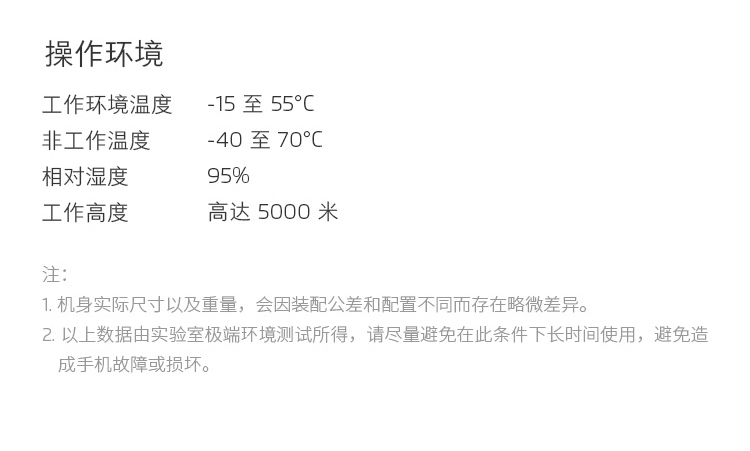 操作环境
工作环境温度 -15 至 55°C
非工作温度 -40 至 70°C
相对湿度 95%
工作高度 高达 5000 米
注：
1. 机身实际尺寸以及重量，会因装配公差和配置不同而存在略微差异。
2. 以上数据由实验室极端环境测试所得，请尽量避免在此条件下长时间使用，避免造
成手机故障或损坏。